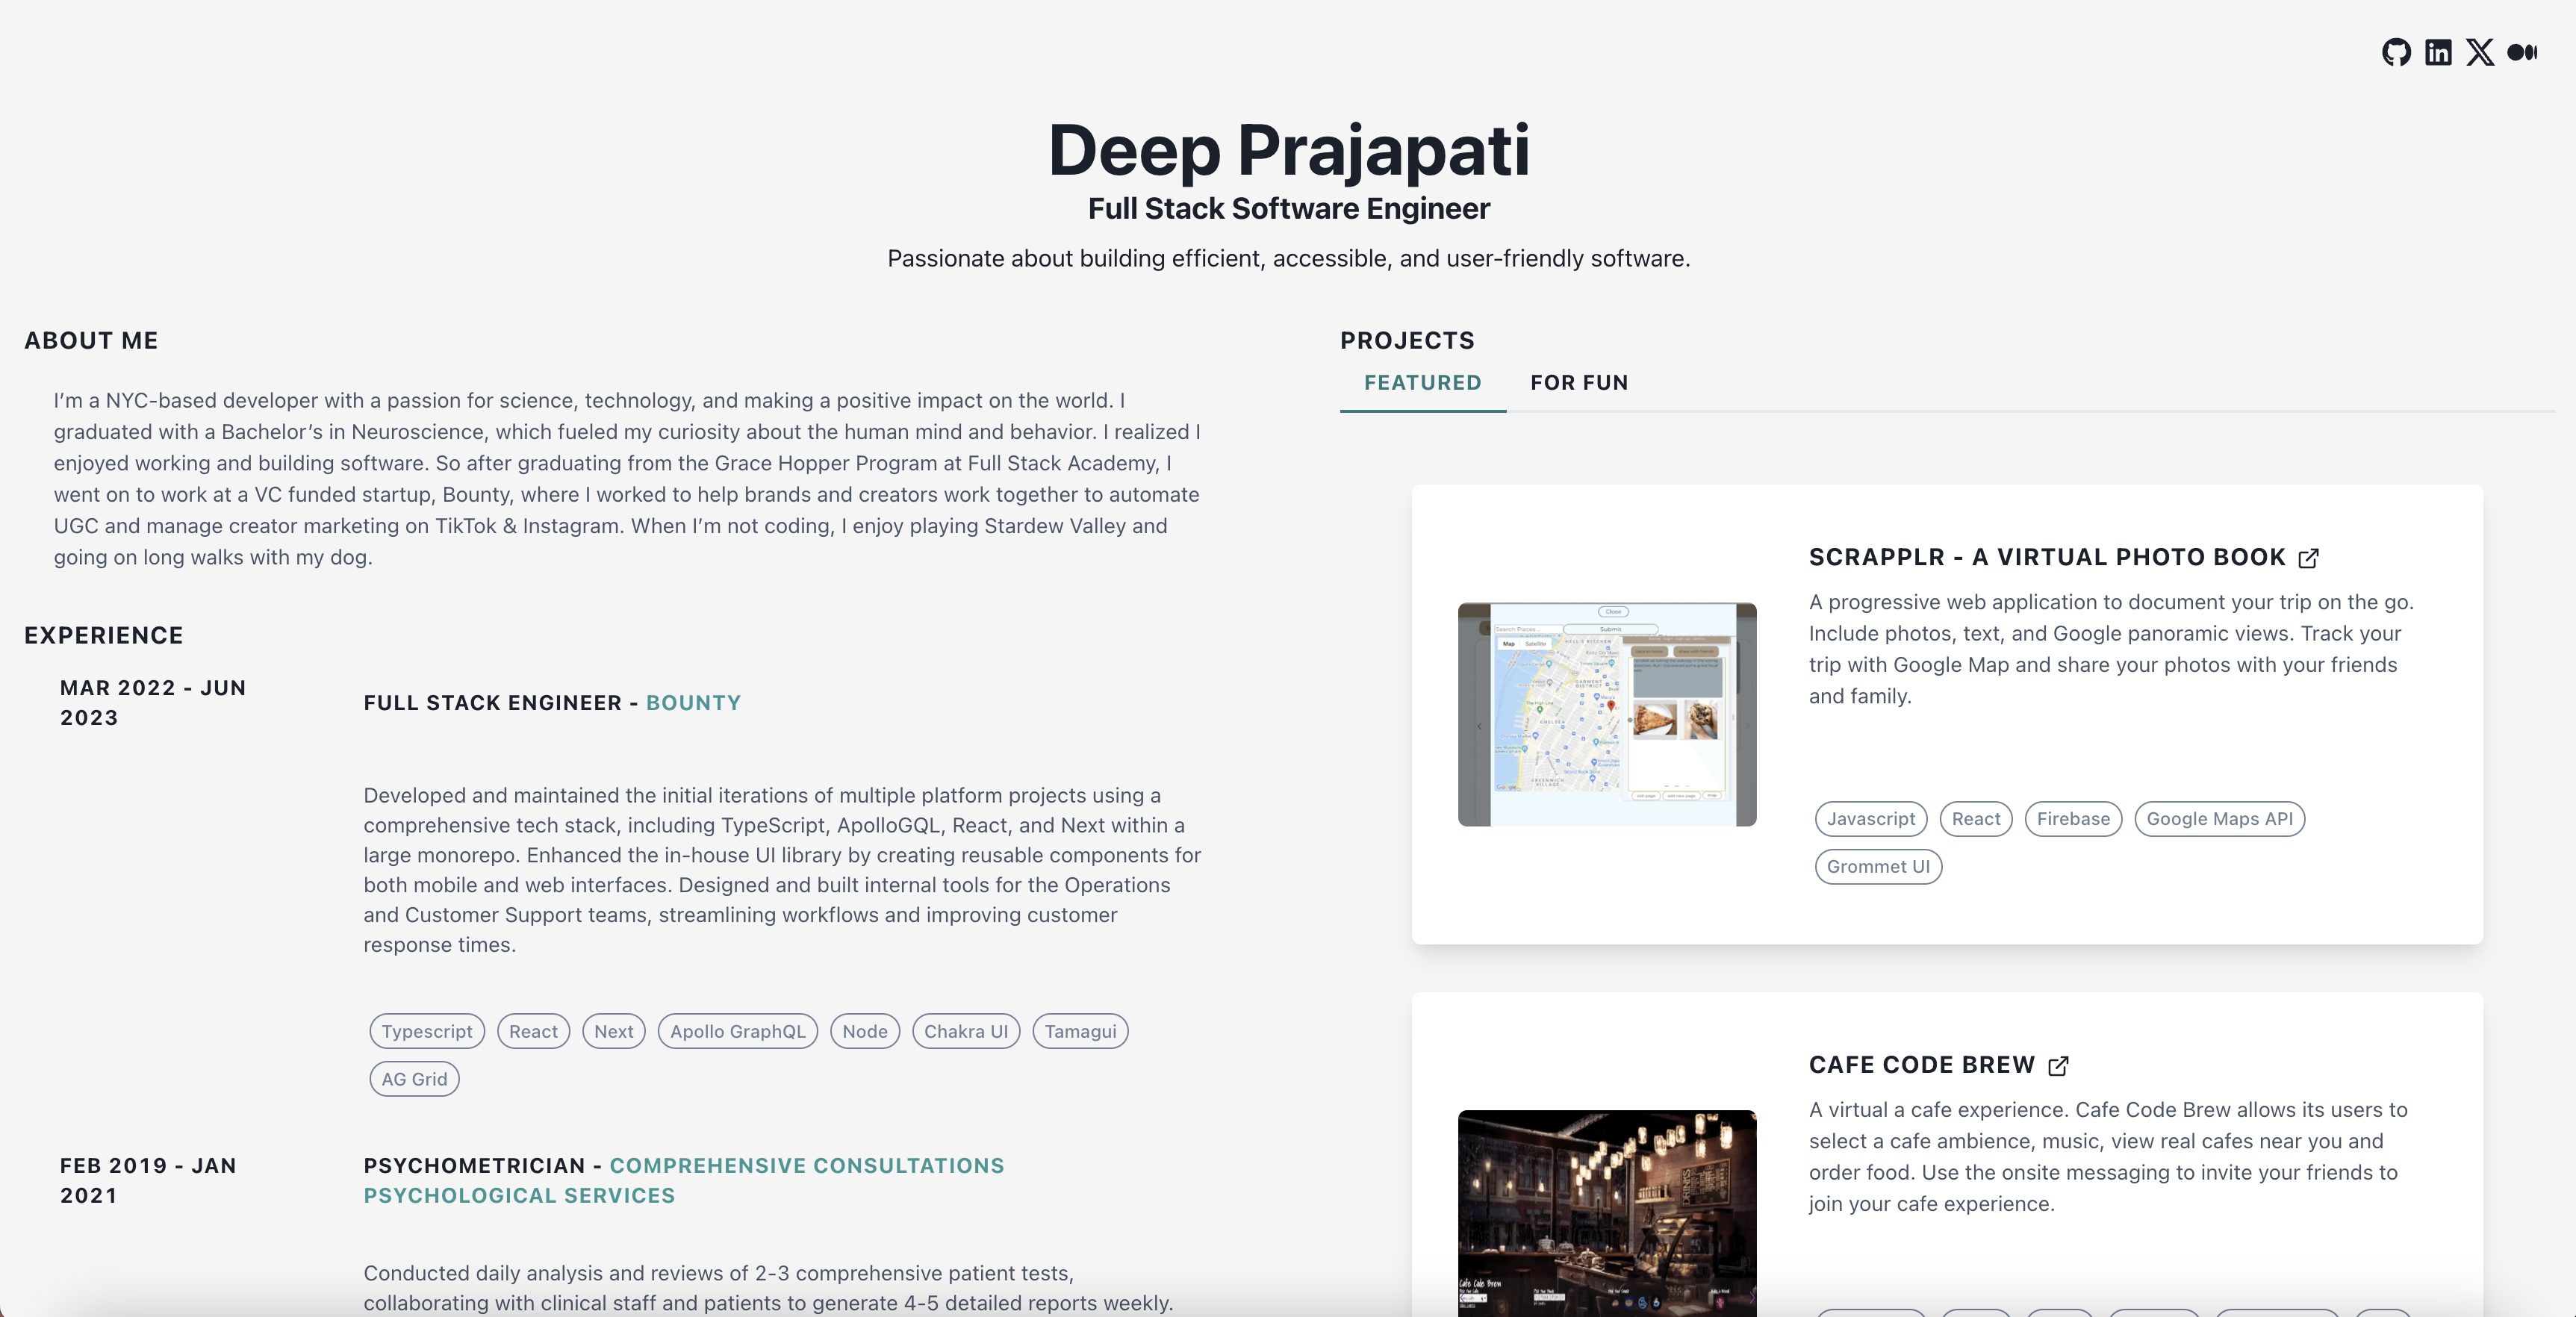 Deep Prajapati
Full Stack Software Engineer
Passionate about building efficient, accessible, and user-friendly software.
ABOUT ME
I’m a NYC-based developer with a passion for science, technology, and making a positive impact on the world. I
graduated with a Bachelor’s in Neuroscience, which fueled my curiosity about the human mind and behavior. I realized I
enjoyed working and building software. So after graduating from the Grace Hopper Program at Full Stack Academy, I
went on to work at a VC funded startup, Bounty, where I worked to help brands and creators work together to automate
UGC and manage creator marketing on TikTok & Instagram. When I’m not coding, I enjoy playing Stardew Valley and
going on long walks with my dog.
EXPERIENCE
MAR 2022 - JUN
2023
FULL STACK ENGINEER - BOUNTY
Developed and maintained the initial iterations of multiple platform projects using a
comprehensive tech stack, including TypeScript, ApolloGQL, React, and Next within a
large monorepo. Enhanced the in-house UI library by creating reusable components for
both mobile and web interfaces. Designed and built internal tools for the Operations
and Customer Support teams, streamlining workflows and improving customer
response times.
Typescript React Next Apollo GraphQL Node Chakra UI Tamagui
AG Grid
FEB 2019 - JAN
2021
PSYCHOMETRICIAN - COMPREHENSIVE CONSULTATIONS
PSYCHOLOGICAL SERVICES
Conducted daily analysis and reviews of 2-3 comprehensive patient tests,
collaborating with clinical staff and patients to generate 4-5 detailed reports weekly.
PROJECTS
FEATURED FOR FUN
Close
Search Places...
Submit
Map Satellite
SCRAPPLR - A VIRTUAL PHOTO BOOK
A progressive web application to document your trip on the go.
Include photos, text, and Google panoramic views. Track your
trip with Google Map and share your photos with your friends
and family.
Javascript React Firebase Google Maps API
Grommet UI
Cafe Code Brew
CAFE CODE BREW
A virtual a cafe experience. Cafe Code Brew allows its users to
select a cafe ambience, music, view real cafes near you and
order food. Use the onsite messaging to invite your friends to
join your cafe experience.